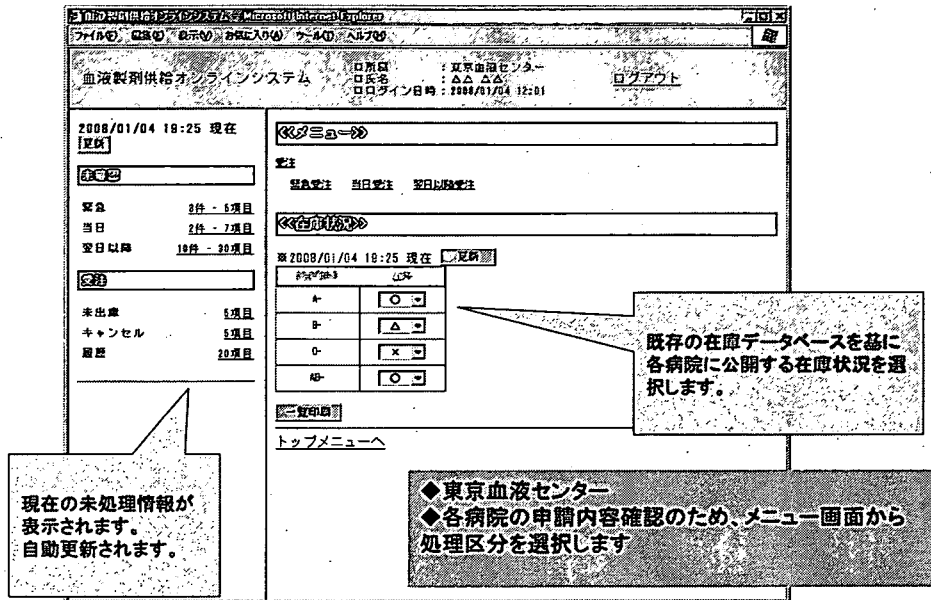 血液製剤供給オンラインシステム - Microsoft Internet Explorer
ファイル(F) 編集(E) 表示(V) お気に入り(A) ツール(T) ヘルプ(H)
血液製剤供給オンラインシステム
ロ所属 : 東京血液センター
ロ氏名 : △△ △△
ロログイン日時 : 2008/01/04 12:01
ログアウト
2008/01/04 19:25 現在
更新
未確認
緊急 3件 - 5項目
当日 2件 - 7項目
翌日以降 10件 - 30項目
受注
未出庫 5項目
キャンセル 5項目
履歴 20項目
<<メニュー>>
受注
緊急受注 当日受注 翌日以降受注
<<在庫状況>>
※2008/01/04 19:25 現在 更新
A- ○
B- △
O- ×
AB- ○
一覧印刷
トップメニューへ
既存の在庫データベースを基に
各病院に公開する在庫状況を選
択します。
現在の未処理情報が
表示されます。
自動更新されます。
◆東京血液センター
◆各病院の申請内容確認のため、メニュー画面から
処理区分を選択します